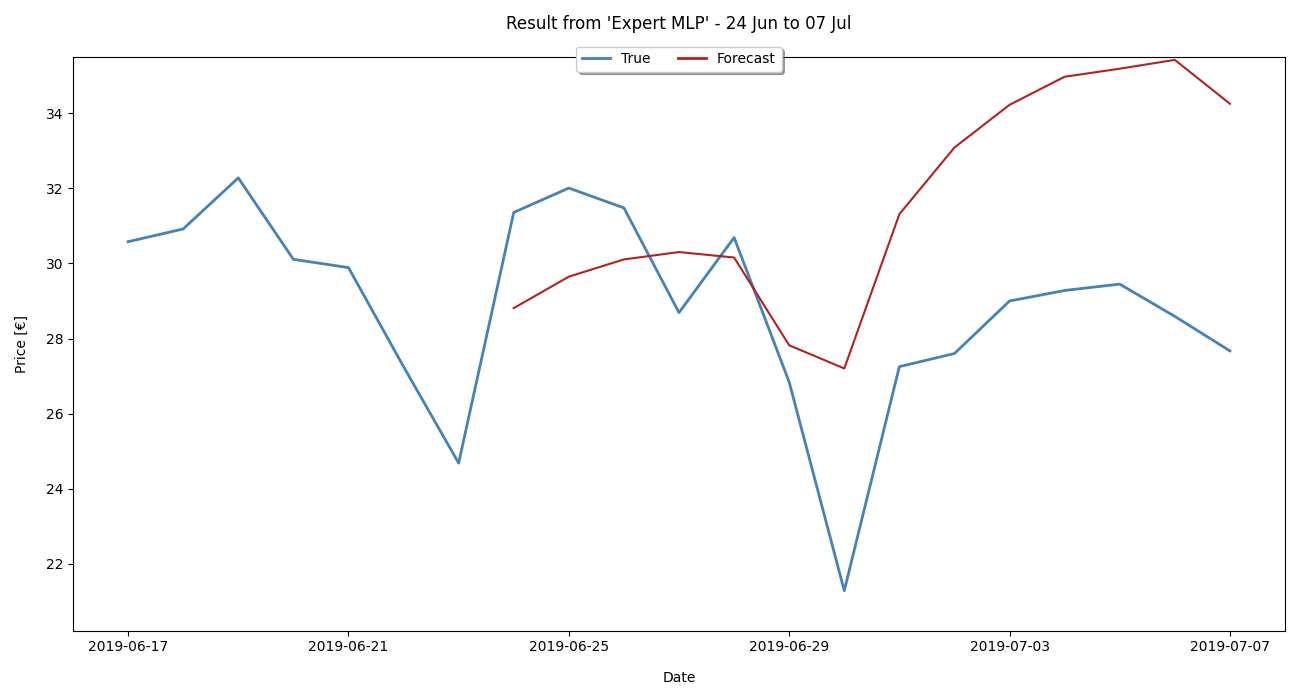 Result from 'Expert MLP' - 24 Jun to 07 Jul
True Forecast
34
32
30
28
26
24
22
Price [€]
2019-06-17 2019-06-21 2019-06-25 2019-06-29 2019-07-03 2019-07-07
Date